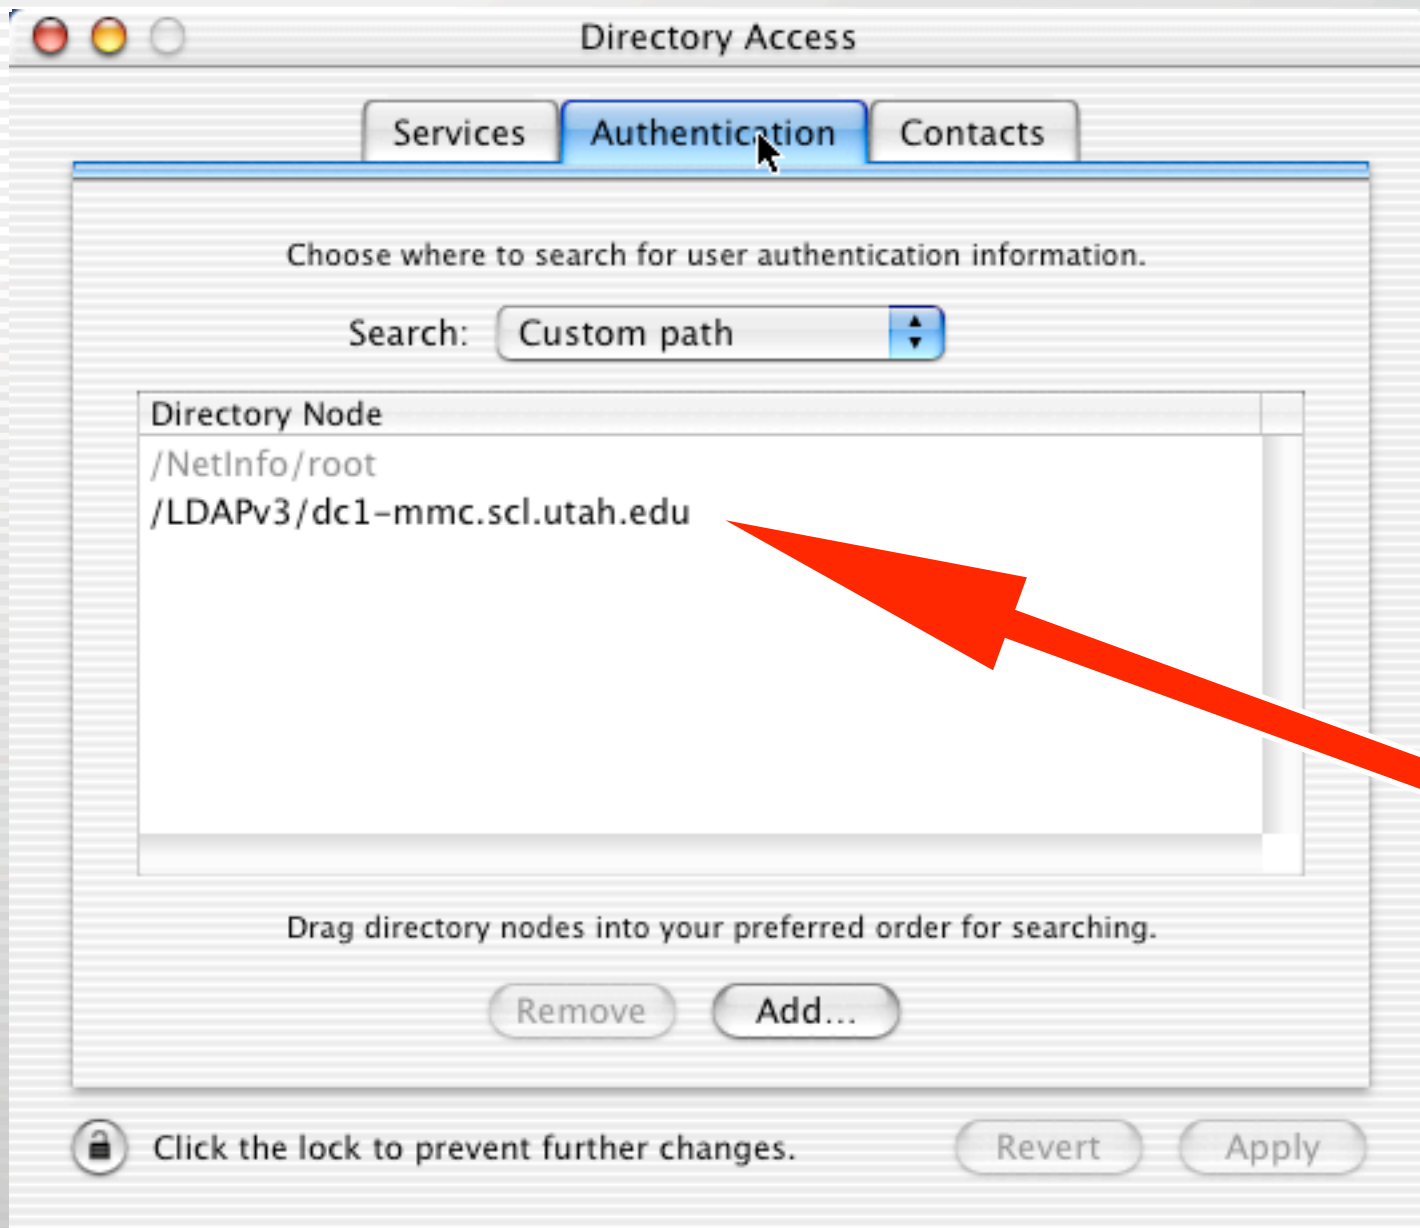 Directory Access
Services Authentication Contacts
Choose where to search for user authentication information.
Search: Custom path
Directory Node
/NetInfo/root
/LDAPv3/dc1-mmc.scl.utah.edu
Drag directory nodes into your preferred order for searching.
Remove Add...
Click the lock to prevent further changes. Revert Apply